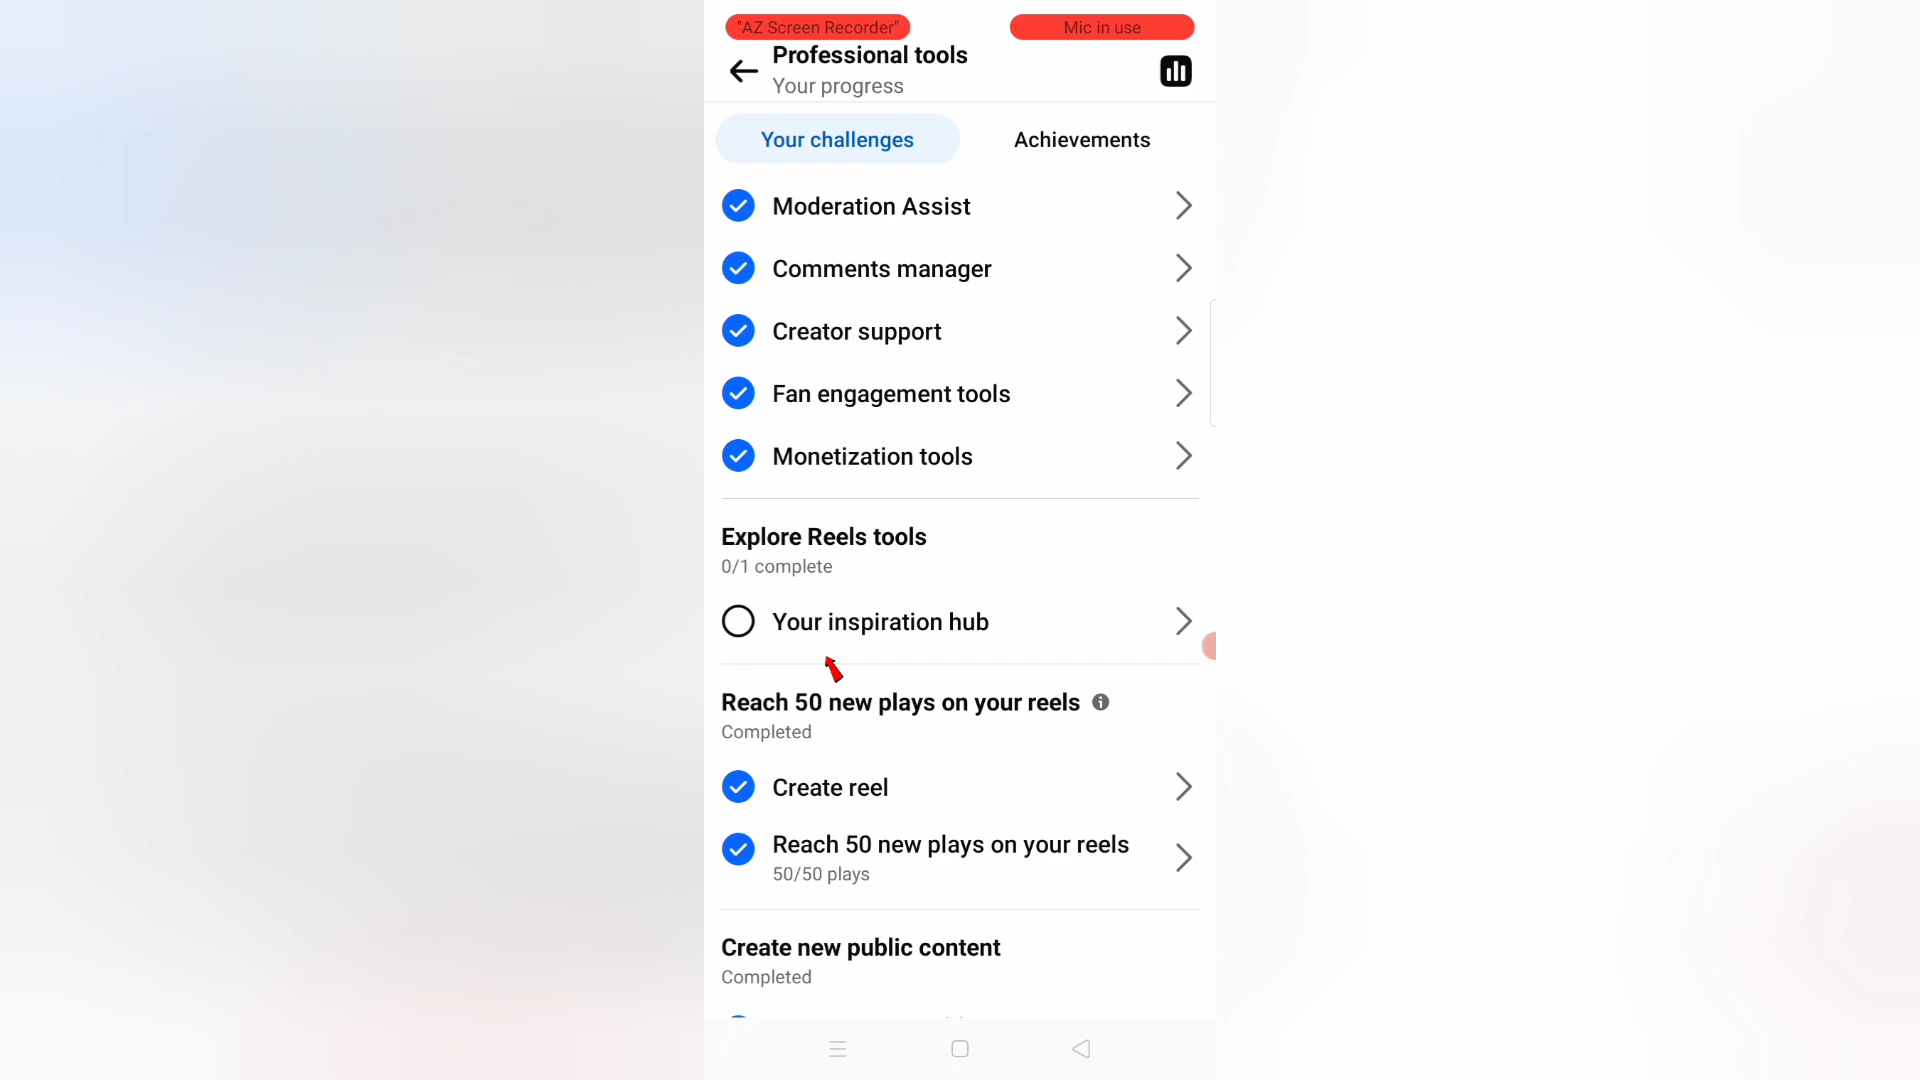 "AZ Screen Recorder"
Mic in use
Professional tools
Your progress
Your challenges
Achievements
Moderation Assist
Comments manager
Creator support
Fan engagement tools
Monetization tools
Explore Reels tools
0/1 complete
Your inspiration hub
Reach 50 new plays on your reels
Completed
Create reel
Reach 50 new plays on your reels
50/50 plays
Create new public content
Completed